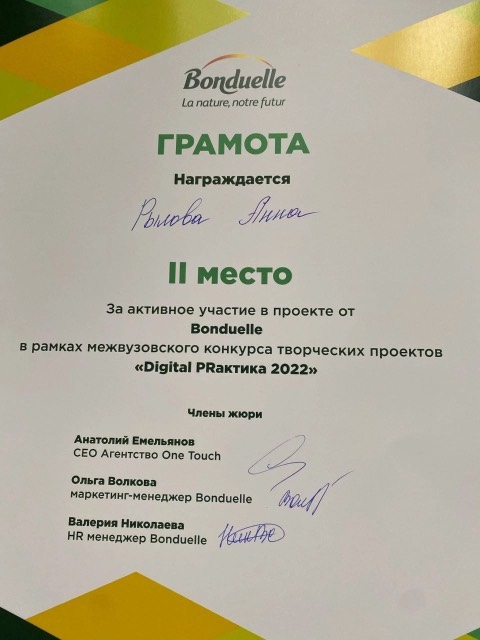 Bonduelle
La nature, notre futur
ГРАМОТА
Награждается
Рылова Анна
II место
За активное участие в проекте от
Bonduelle
в рамках межвузовского конкурса творческих проектов
«Digital PRактика 2022»
Члены жюри
Анатолий Емельянов
CEO Агентство One Touch
Ольга Волкова
маркетинг-менеджер Bonduelle
Валерия Николаева
HR менеджер Bonduelle